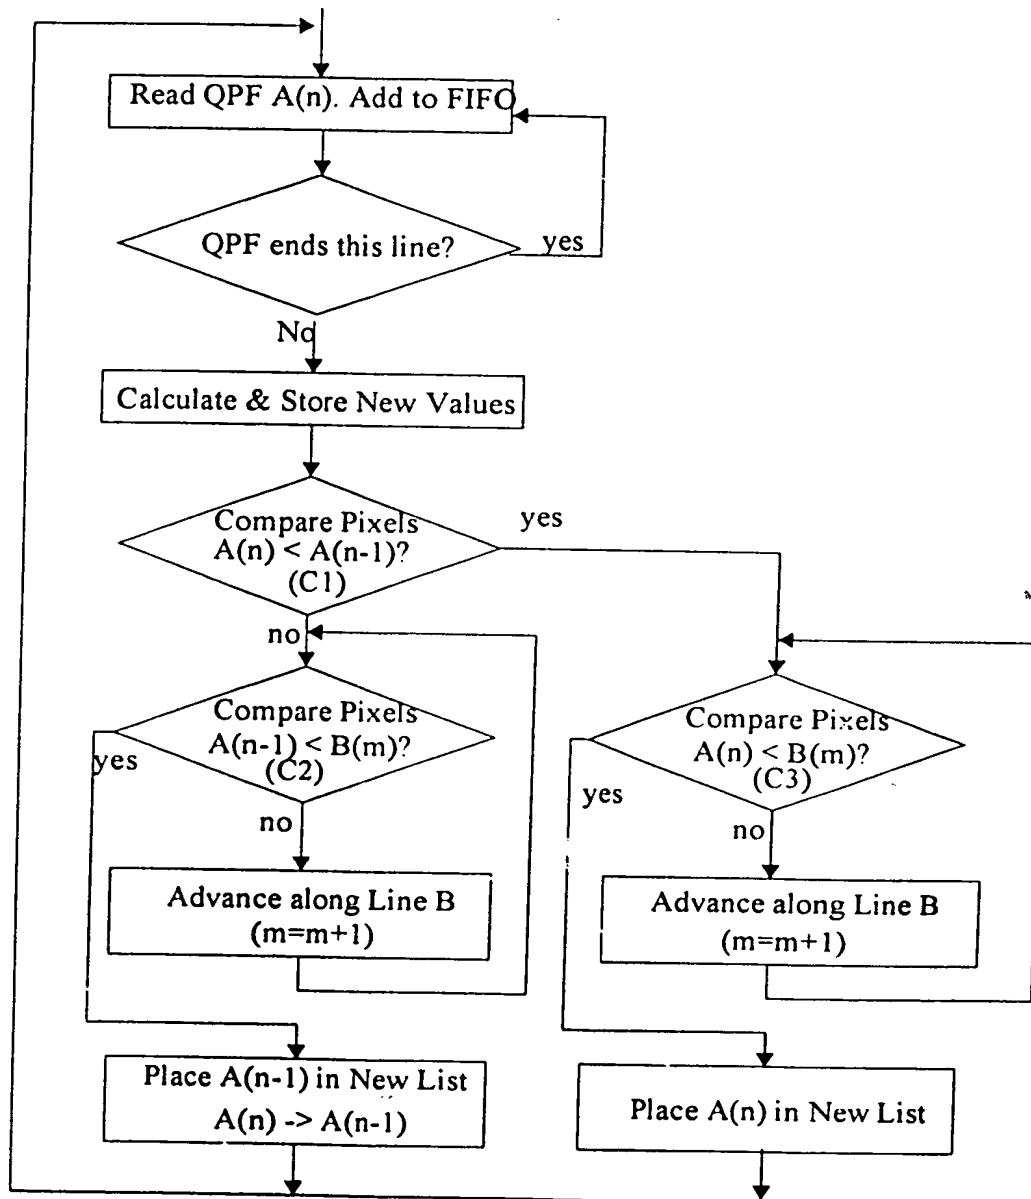 Read QPF A(n). Add to FIFO
QPF ends this line?
yes
No
Calculate & Store New Values
Compare Pixels
A(n) < A(n-1)?
(C1)
yes
no
Compare Pixels
A(n-1) < B(m)?
(C2)
yes
no
Advance along Line B
(m=m+1)
Place A(n-1) in New List
A(n) -> A(n-1)
Compare Pixels
A(n) < B(m)?
(C3)
yes
no
Advance along Line B
(m=m+1)
Place A(n) in New List